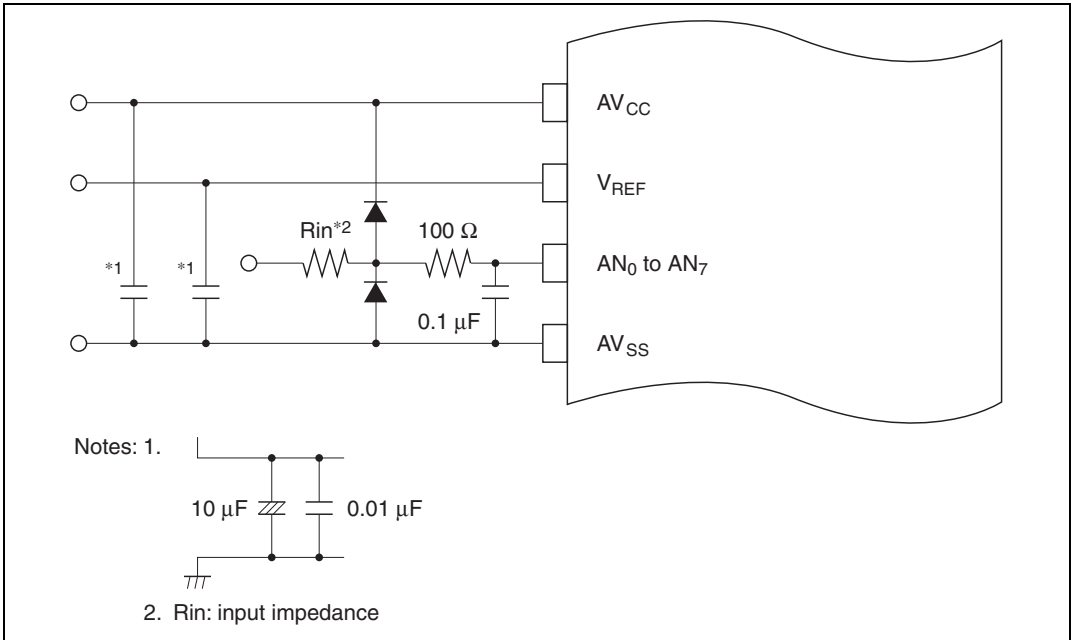 AVCC
VREF
Rin*2
100 Ω
*1
*1
AN0 to AN7
0.1 μF
AVSS
Notes: 1.
10 μF
0.01 μF
2. Rin: input impedance